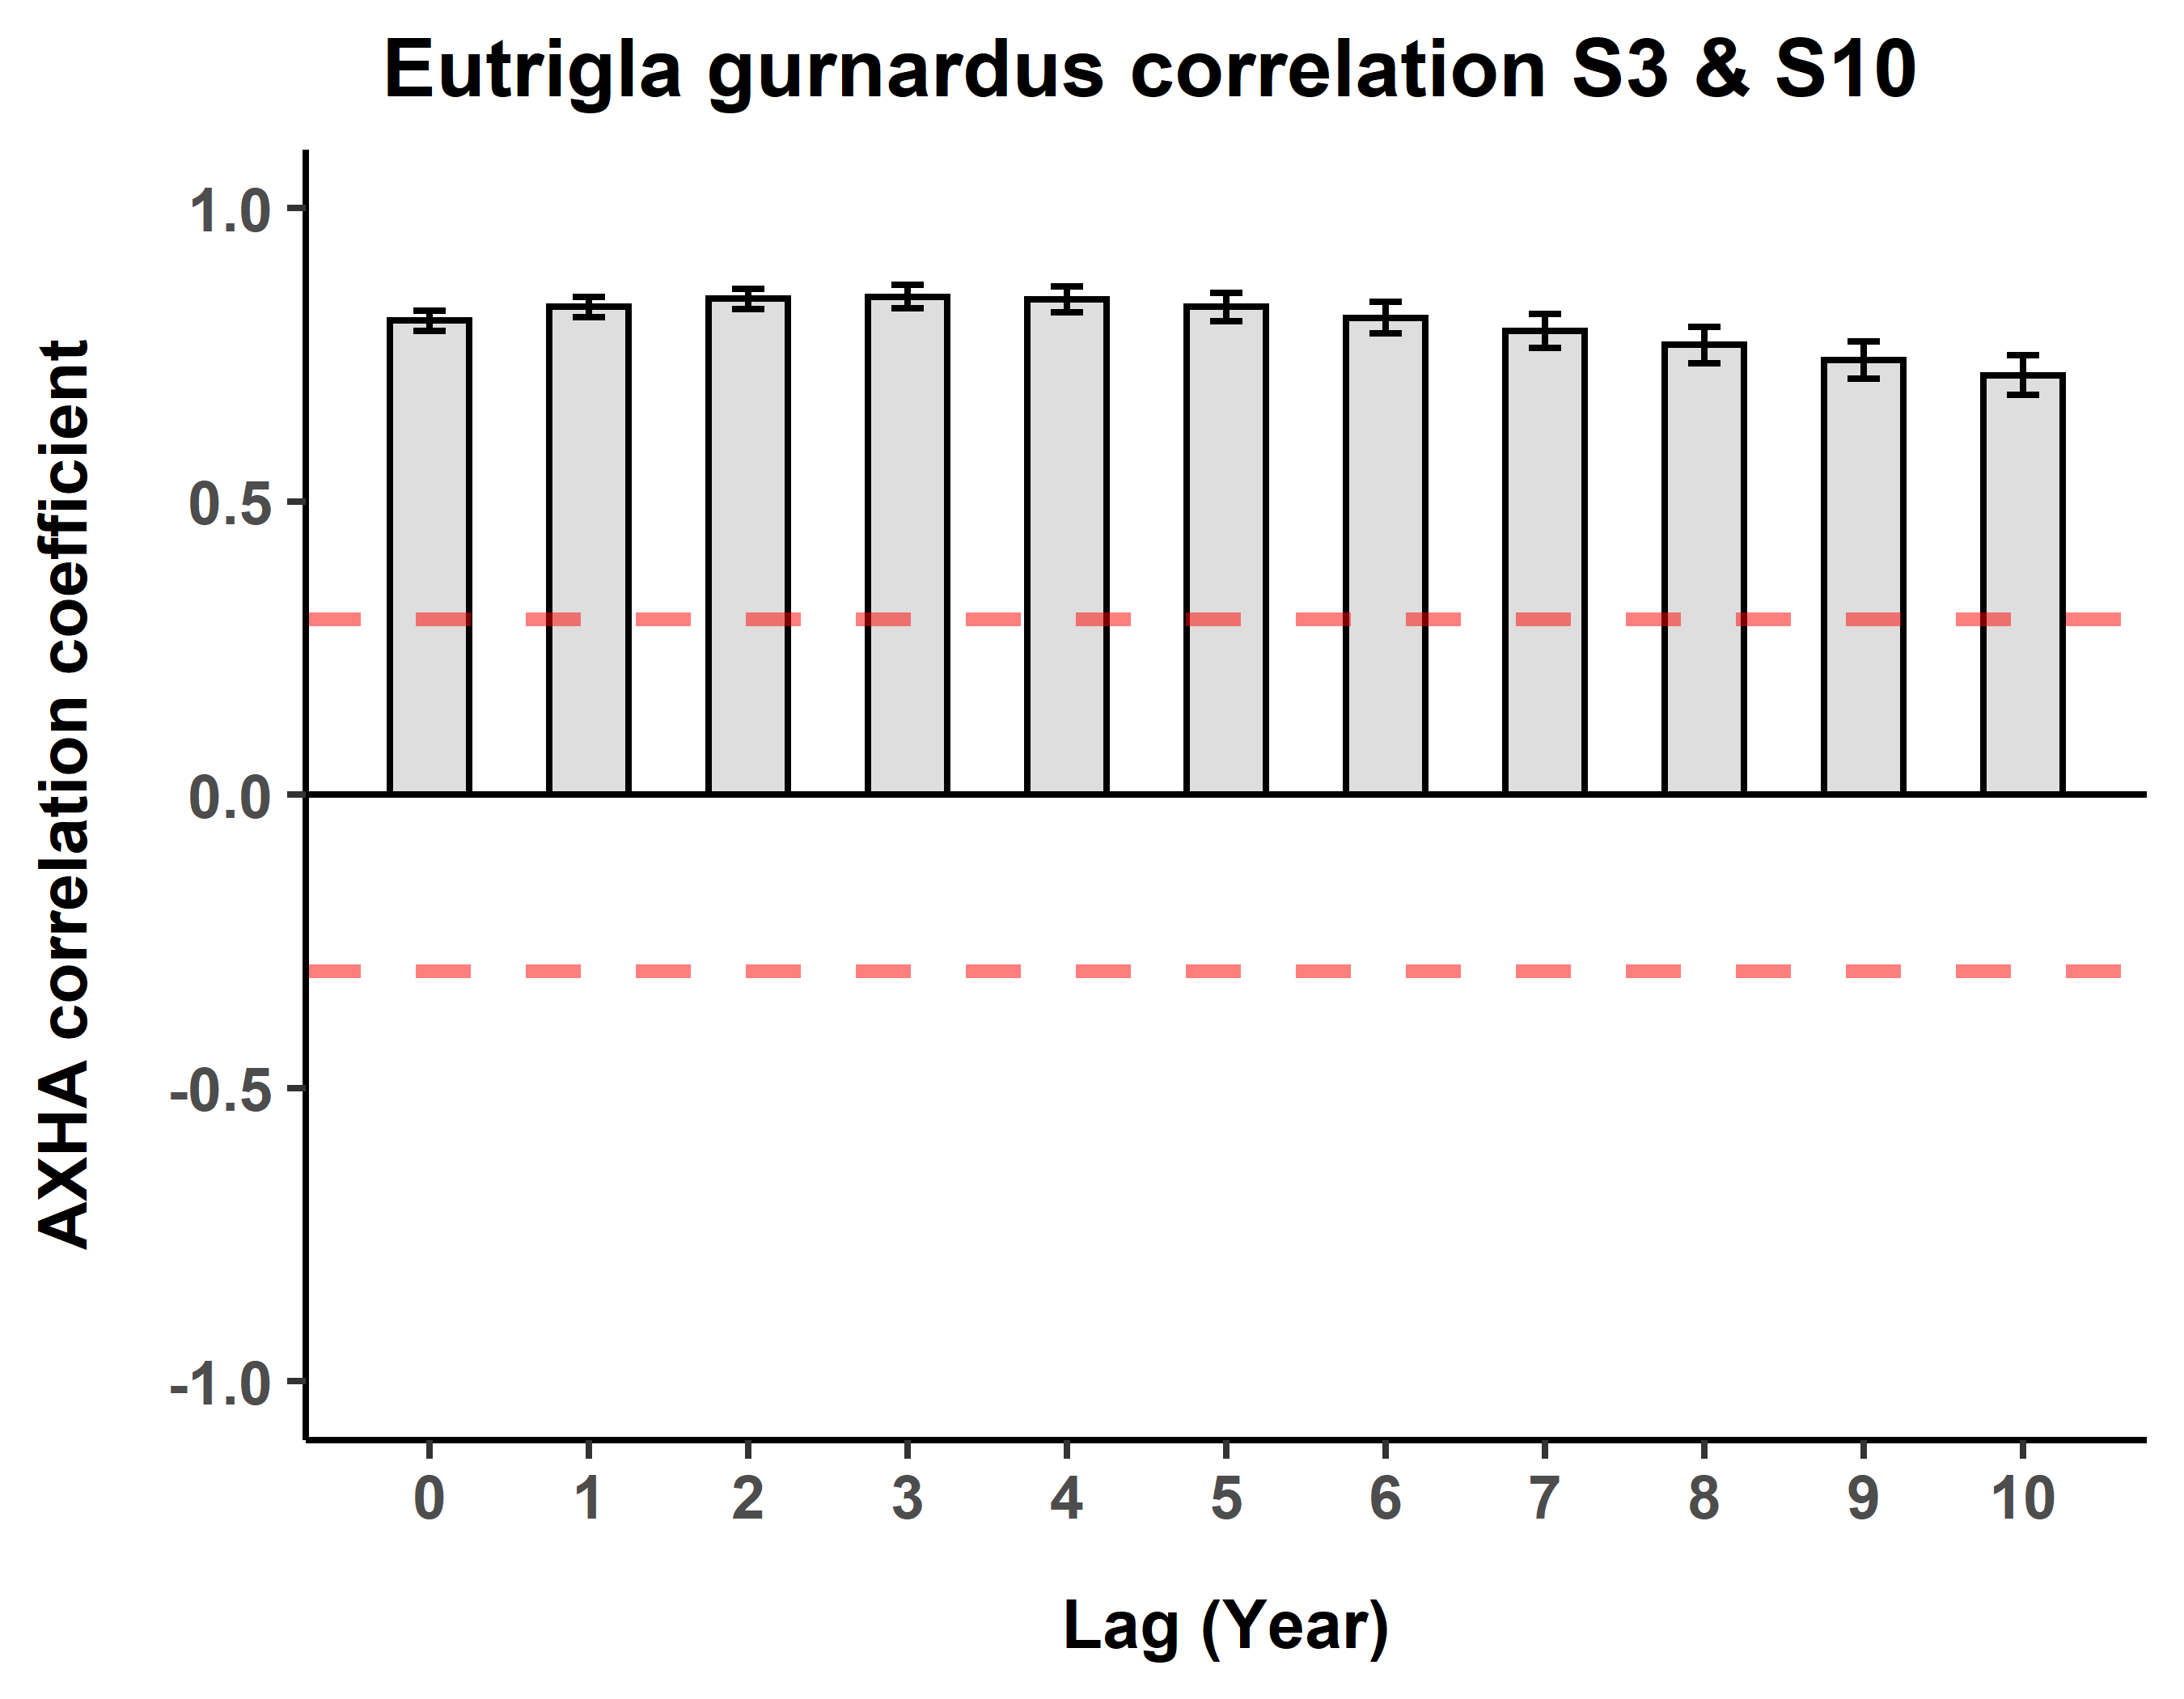 Eutrigla gurnardus correlation S3 & S10
AXHA correlation coefficient
1.0
0.5
0.0
-0.5
-1.0
0 1 2 3 4 5 6 7 8 9 10
Lag (Year)